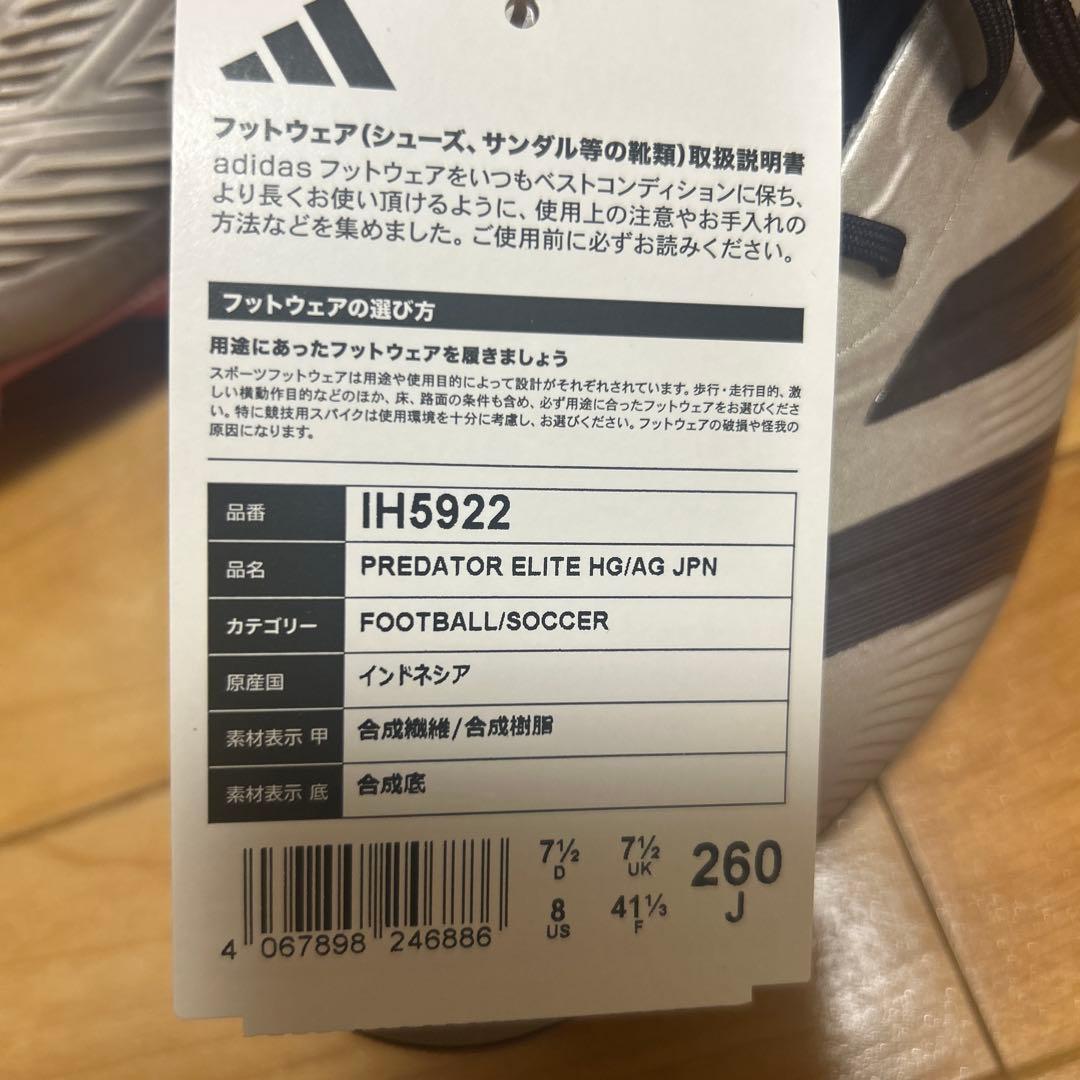 フットウェア(シューズ、サンダル等の靴類)取扱説明書
adidas フットウェアをいつもベストコンディションに保ち、
より長くお使い頂けるように、使用上の注意やお手入れの
方法などを集めました。ご使用前に必ずお読みください。
フットウェアの選び方
用途にあったフットウェアを履きましょう
スポーツフットウェアは用途や使用目的によって設計がそれぞれされています。歩行・走行目的、激
しい横動作目的などのほか、床、路面の条件も含め、必ず用途に合ったフットウェアをお選びくださ
い。特に競技用スパイクは使用環境を十分に考慮し、お選びください。フットウェアの破損や怪我の
原因になります。
品番 IH5922
品名 PREDATOR ELITE HG/AG JPN
カテゴリー FOOTBALL/SOCCER
原産国 インドネシア
素材表示 甲 合成繊維/合成樹脂
素材表示 底 合成底
7½ 7½ 260
D UK J
8 41⅓
US F
4 067898 246886